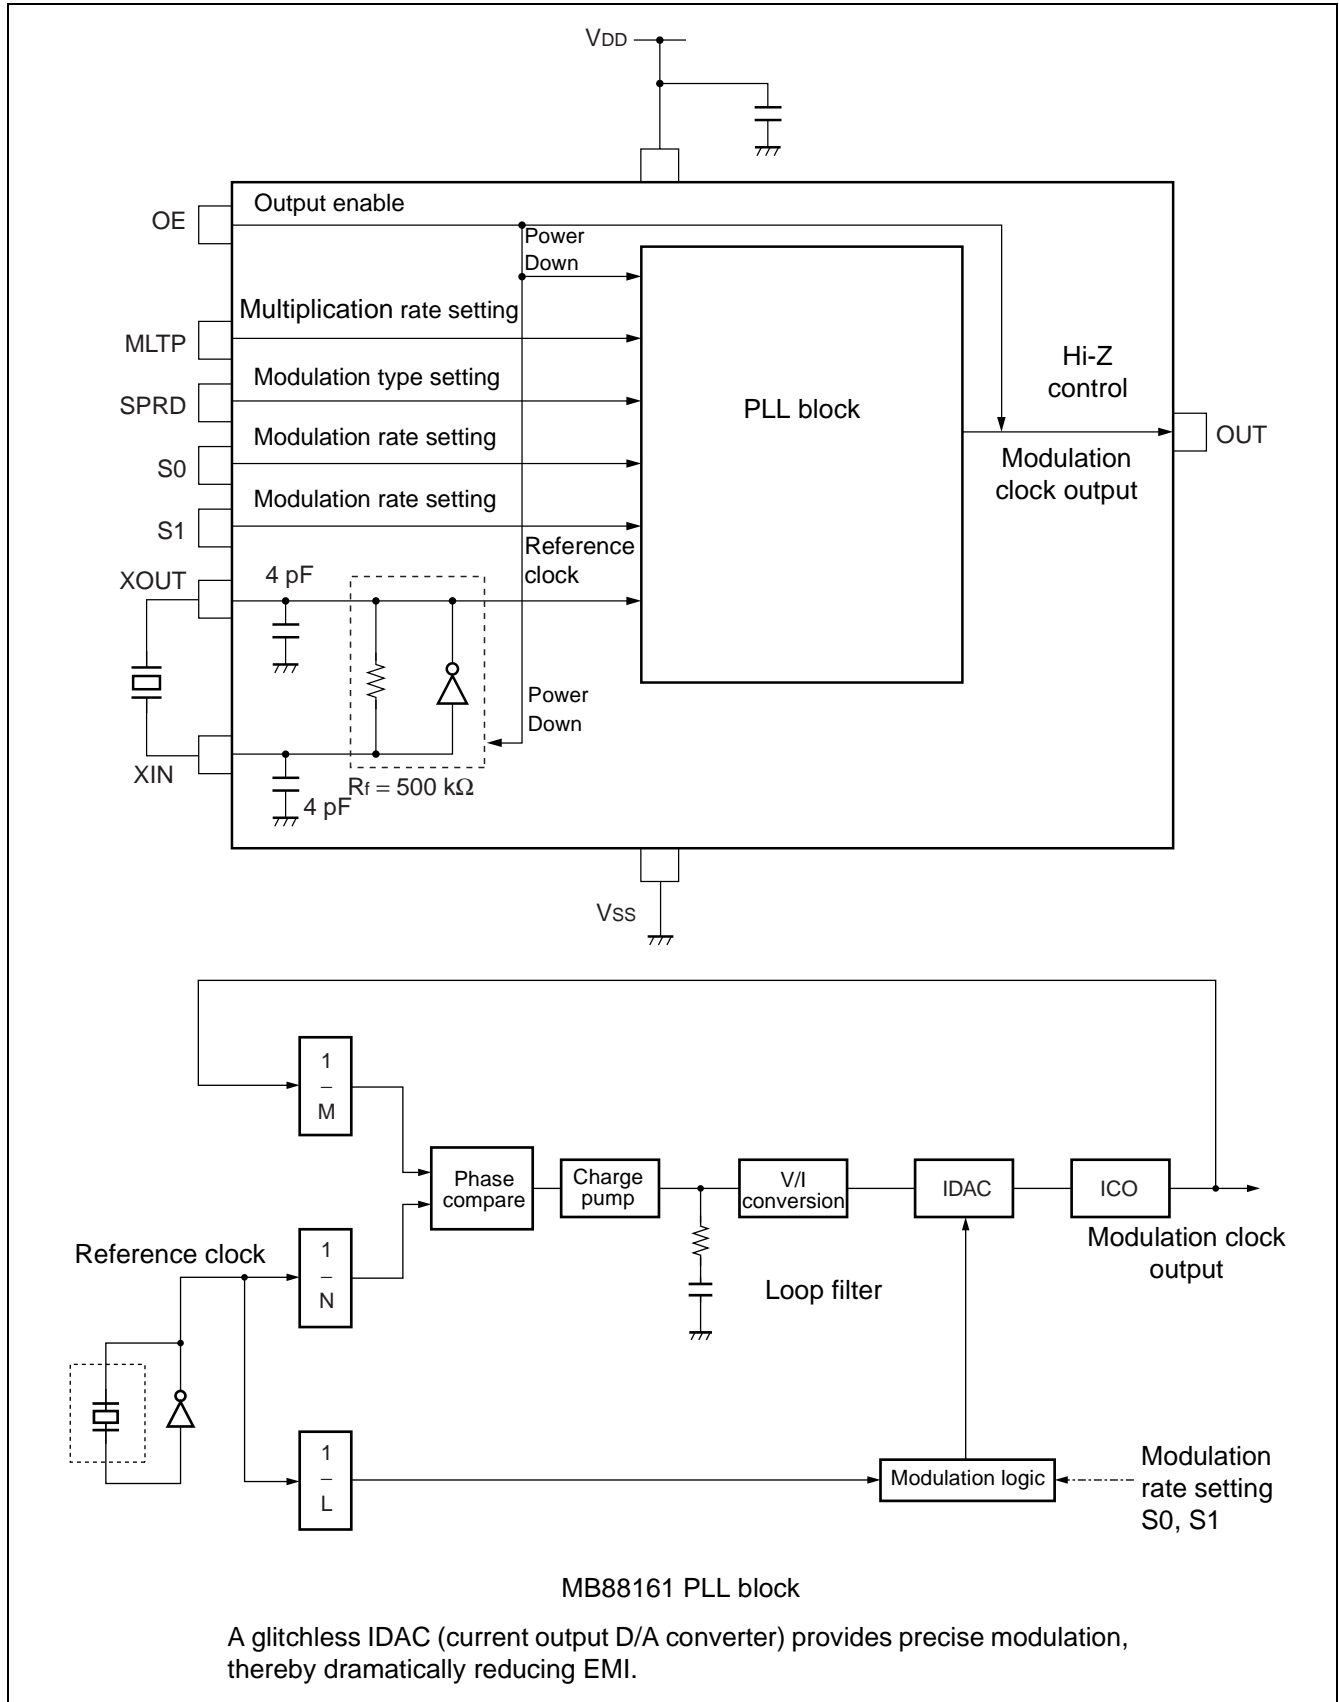 VDD
OE
Output enable
Power
Down
Multiplication rate setting
MLTP
Modulation type setting
SPRD
Modulation rate setting
S0
Modulation rate setting
S1
PLL block
Hi-Z
control
OUT
Modulation
clock output
Reference
clock
XOUT
4 pF
Power
Down
XIN
4 pF
Rf = 500 kΩ
VSS
1
M
Phase
compare
Charge
pump
V/I
conversion
IDAC
ICO
Modulation clock
output
Reference clock
1
N
Loop filter
1
L
Modulation logic
Modulation
rate setting
S0, S1
MB88161 PLL block
A glitchless IDAC (current output D/A converter) provides precise modulation,
thereby dramatically reducing EMI.